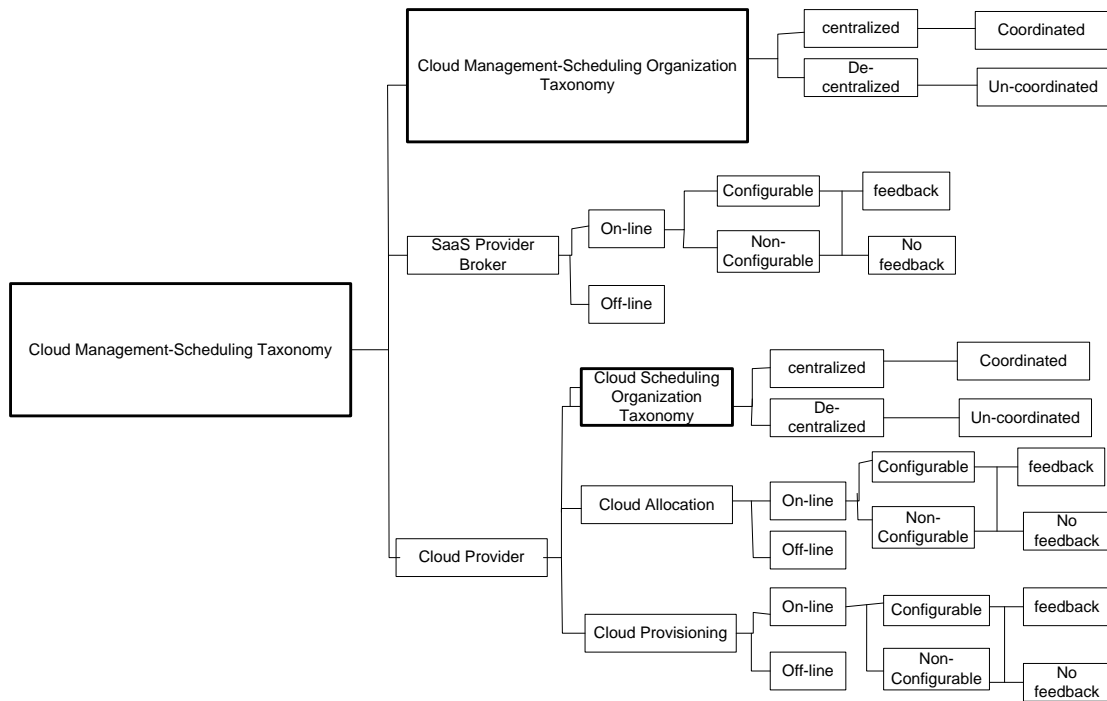 Cloud Management-Scheduling Taxonomy
Cloud Management-Scheduling Organization
Taxonomy
centralized
Coordinated
De-
centralized
Un-coordinated
SaaS Provider
Broker
On-line
Configurable
feedback
Non-
Configurable
No
feedback
Off-line
Cloud Provider
Cloud Scheduling
Organization
Taxonomy
centralized
Coordinated
De-
centralized
Un-coordinated
Cloud Allocation
On-line
Configurable
feedback
Non-
Configurable
No
feedback
Off-line
Cloud Provisioning
On-line
Configurable
feedback
Non-
Configurable
No
feedback
Off-line